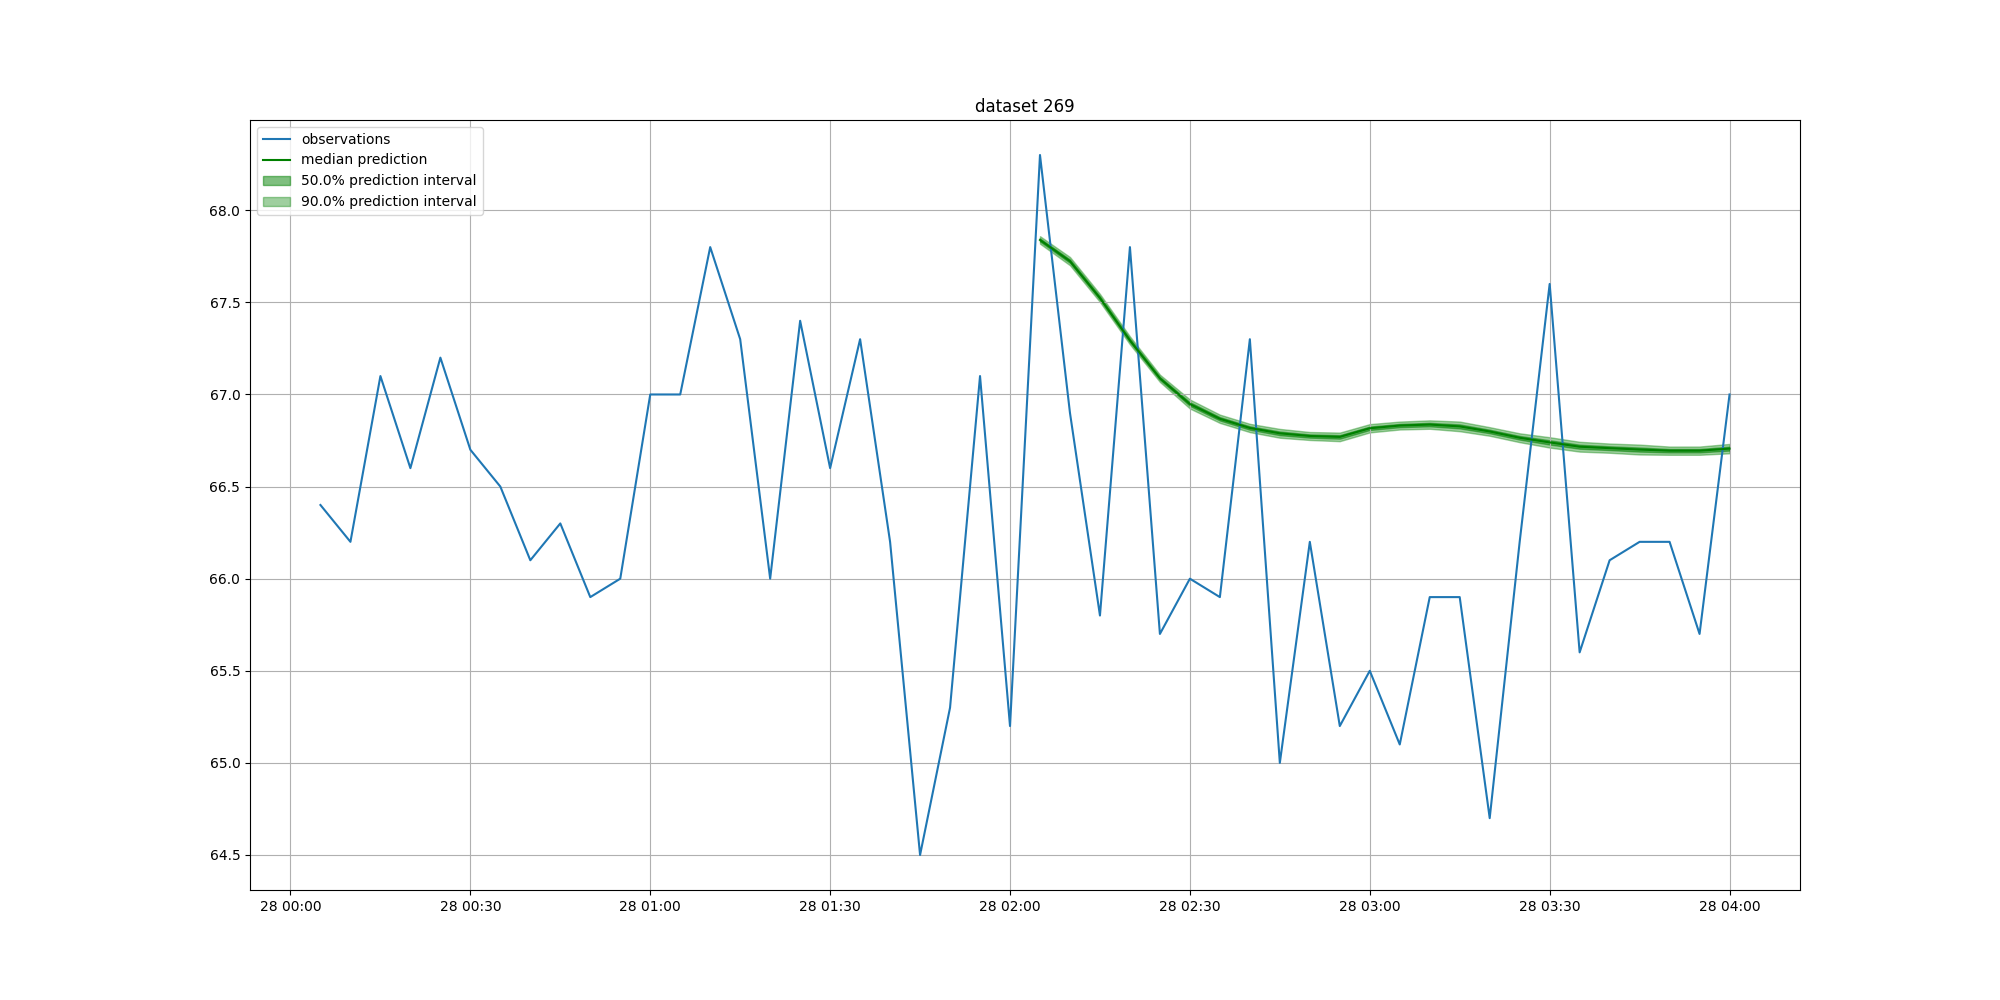 dataset 269
observations
median prediction
50.0% prediction interval
90.0% prediction interval
68.0
67.5
67.0
66.5
66.0
65.5
65.0
64.5
28 00:00 28 00:30 28 01:00 28 01:30 28 02:00 28 02:30 28 03:00 28 03:30 28 04:00